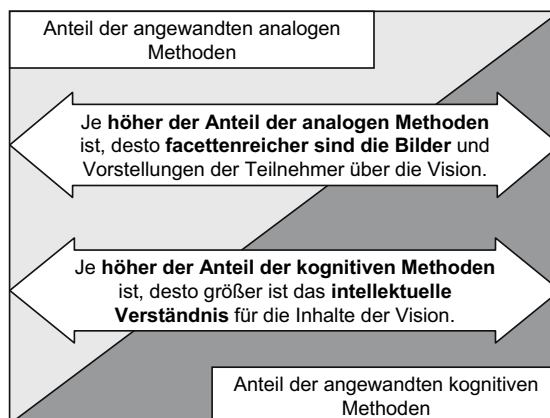 Anteil der angewandten analogen
Methoden
Je höher der Anteil der analogen Methoden
ist, desto facettenreicher sind die Bilder und
Vorstellungen der Teilnehmer über die Vision.
Je höher der Anteil der kognitiven Methoden
ist, desto größer ist das intellektuelle
Verständnis für die Inhalte der Vision.
Anteil der angewandten kognitiven
Methoden